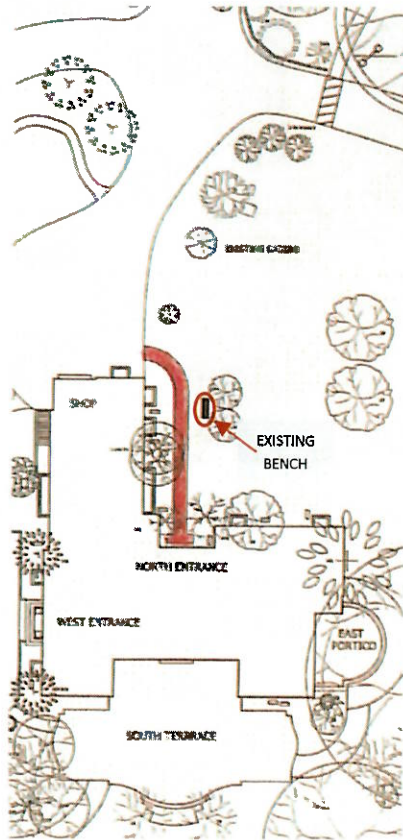 SHOP
EXISTING
BENCH
NORTH ENTRANCE
WEST ENTRANCE
EAST
PORTICO
SOUTH TERRACE